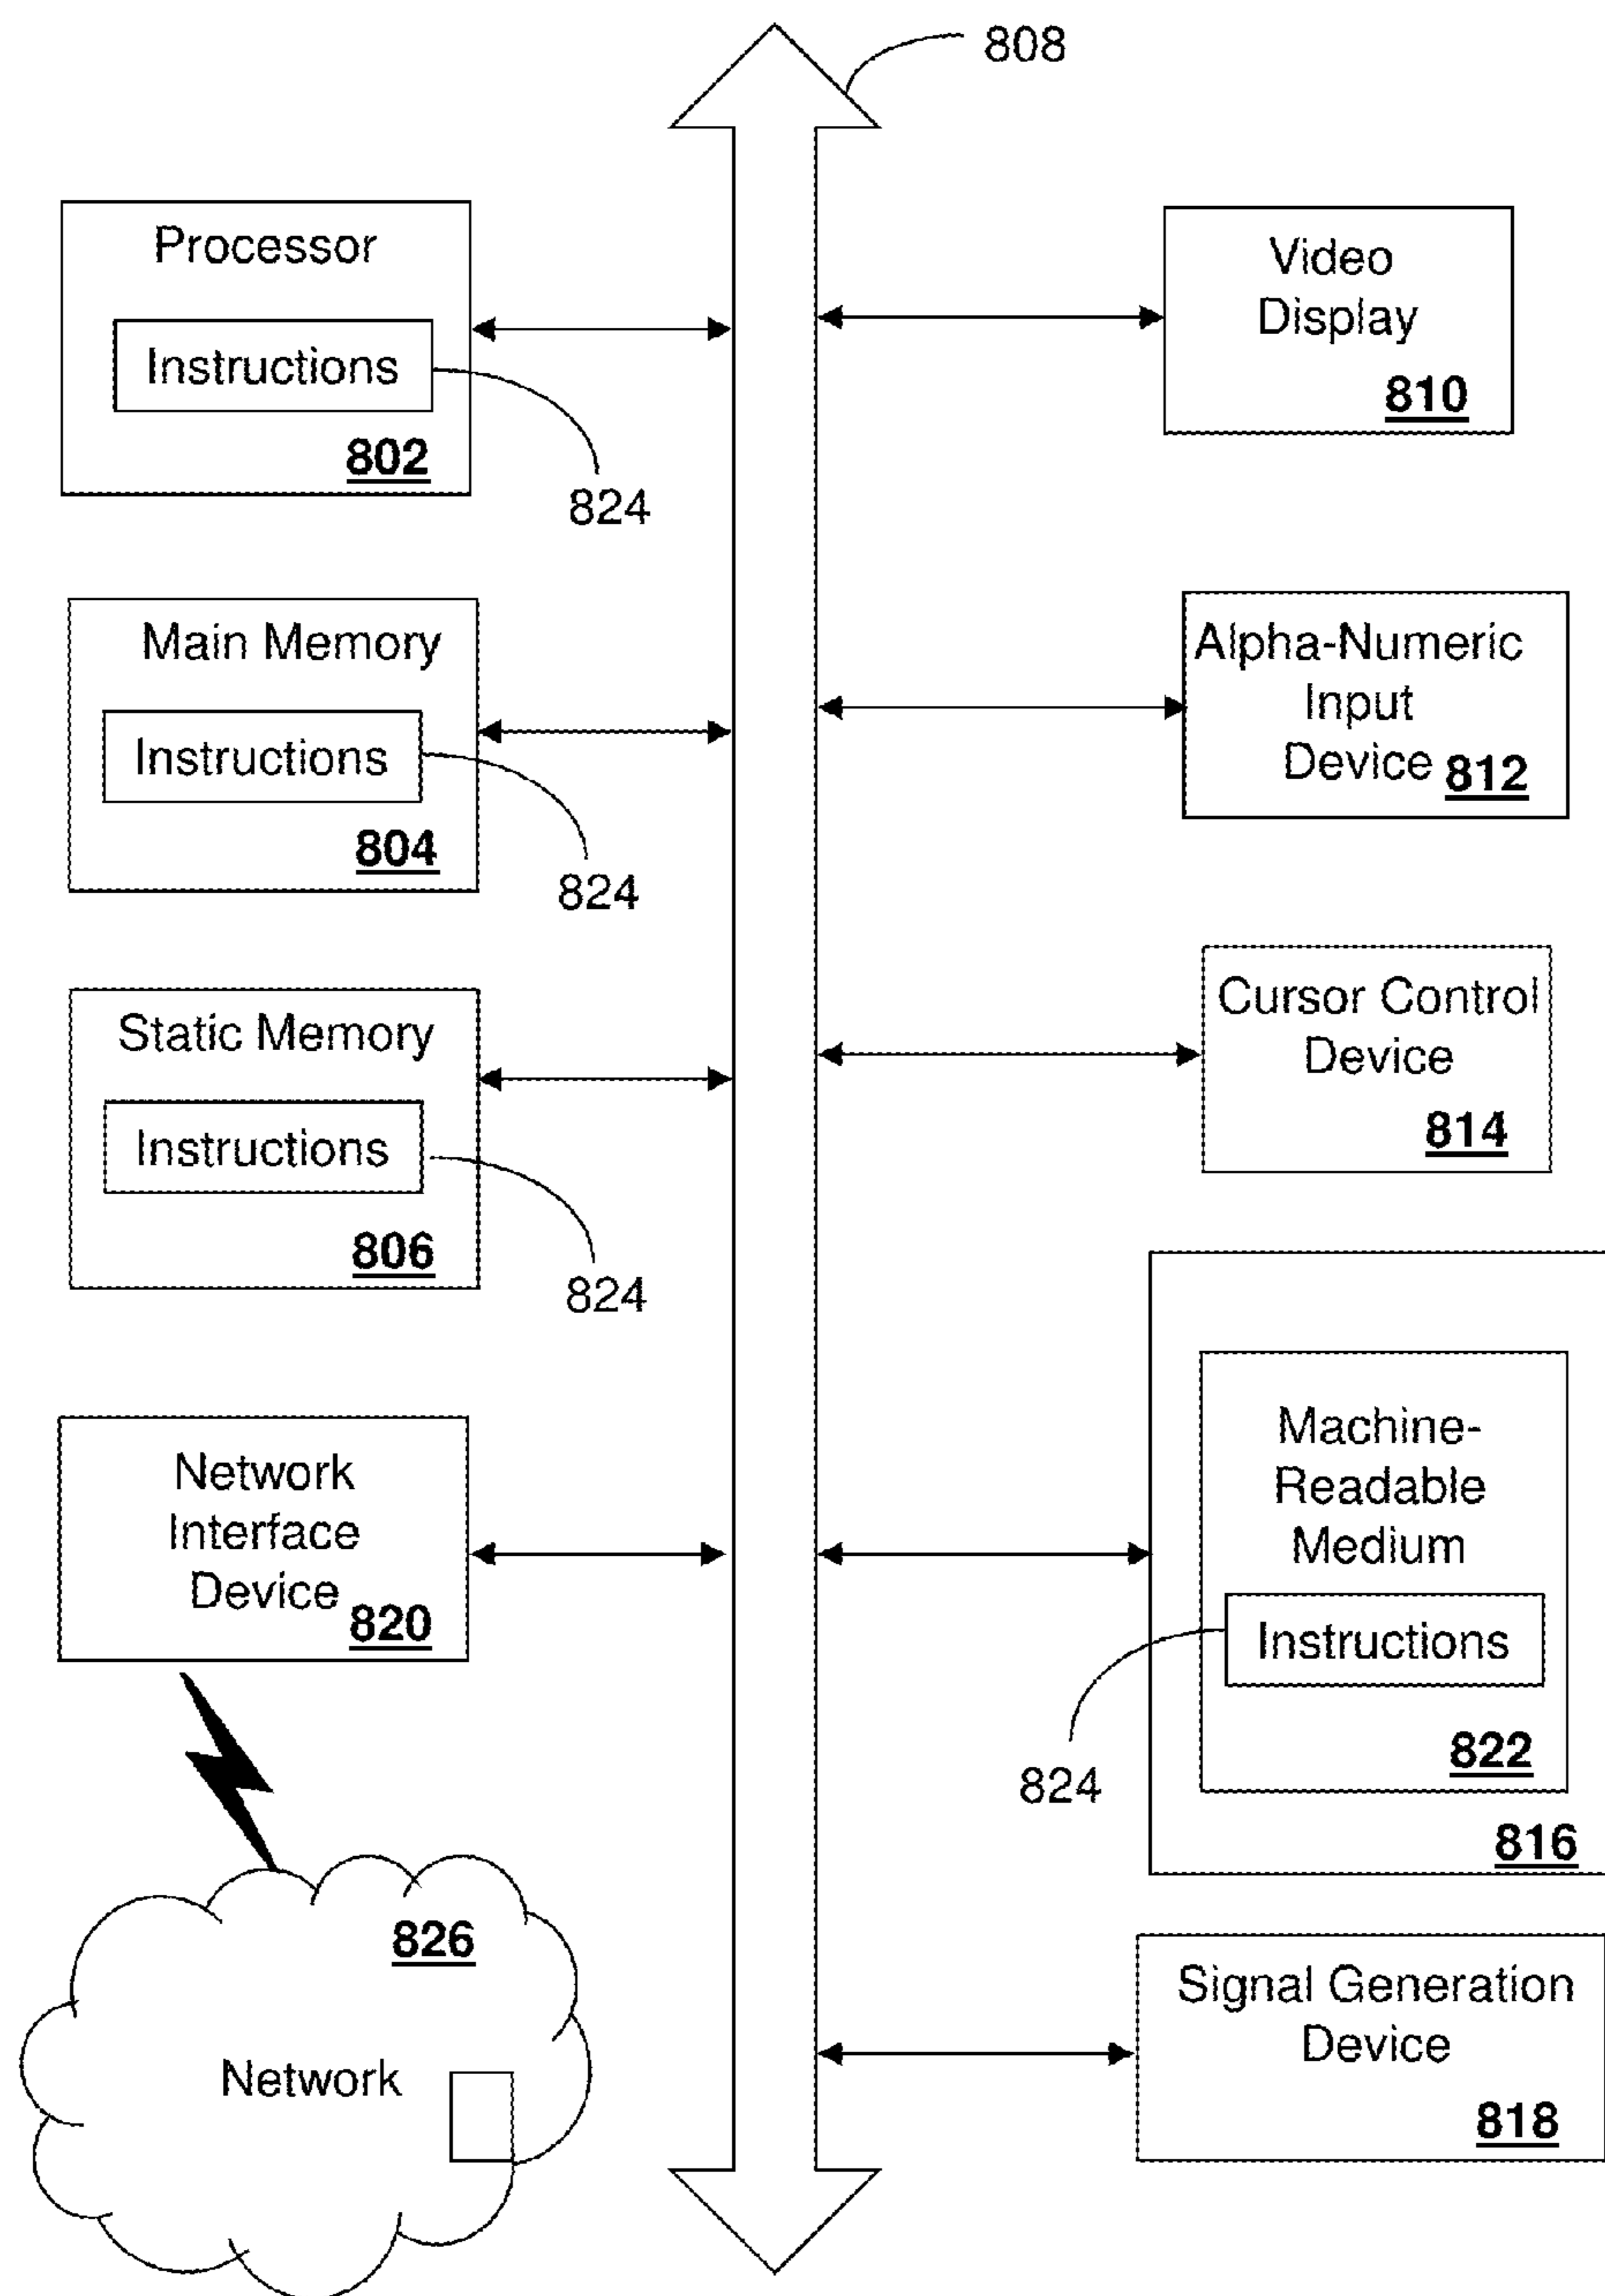 808
Processor
Instructions
802
824
Main Memory
Instructions
804
824
Static Memory
Instructions
806
824
Network
Interface
Device
820
826
Network
Video
Display
810
Alpha-Numeric
Input
Device 812
Cursor Control
Device
814
Machine-
Readable
Medium
Instructions
824
822
816
Signal Generation
Device
818